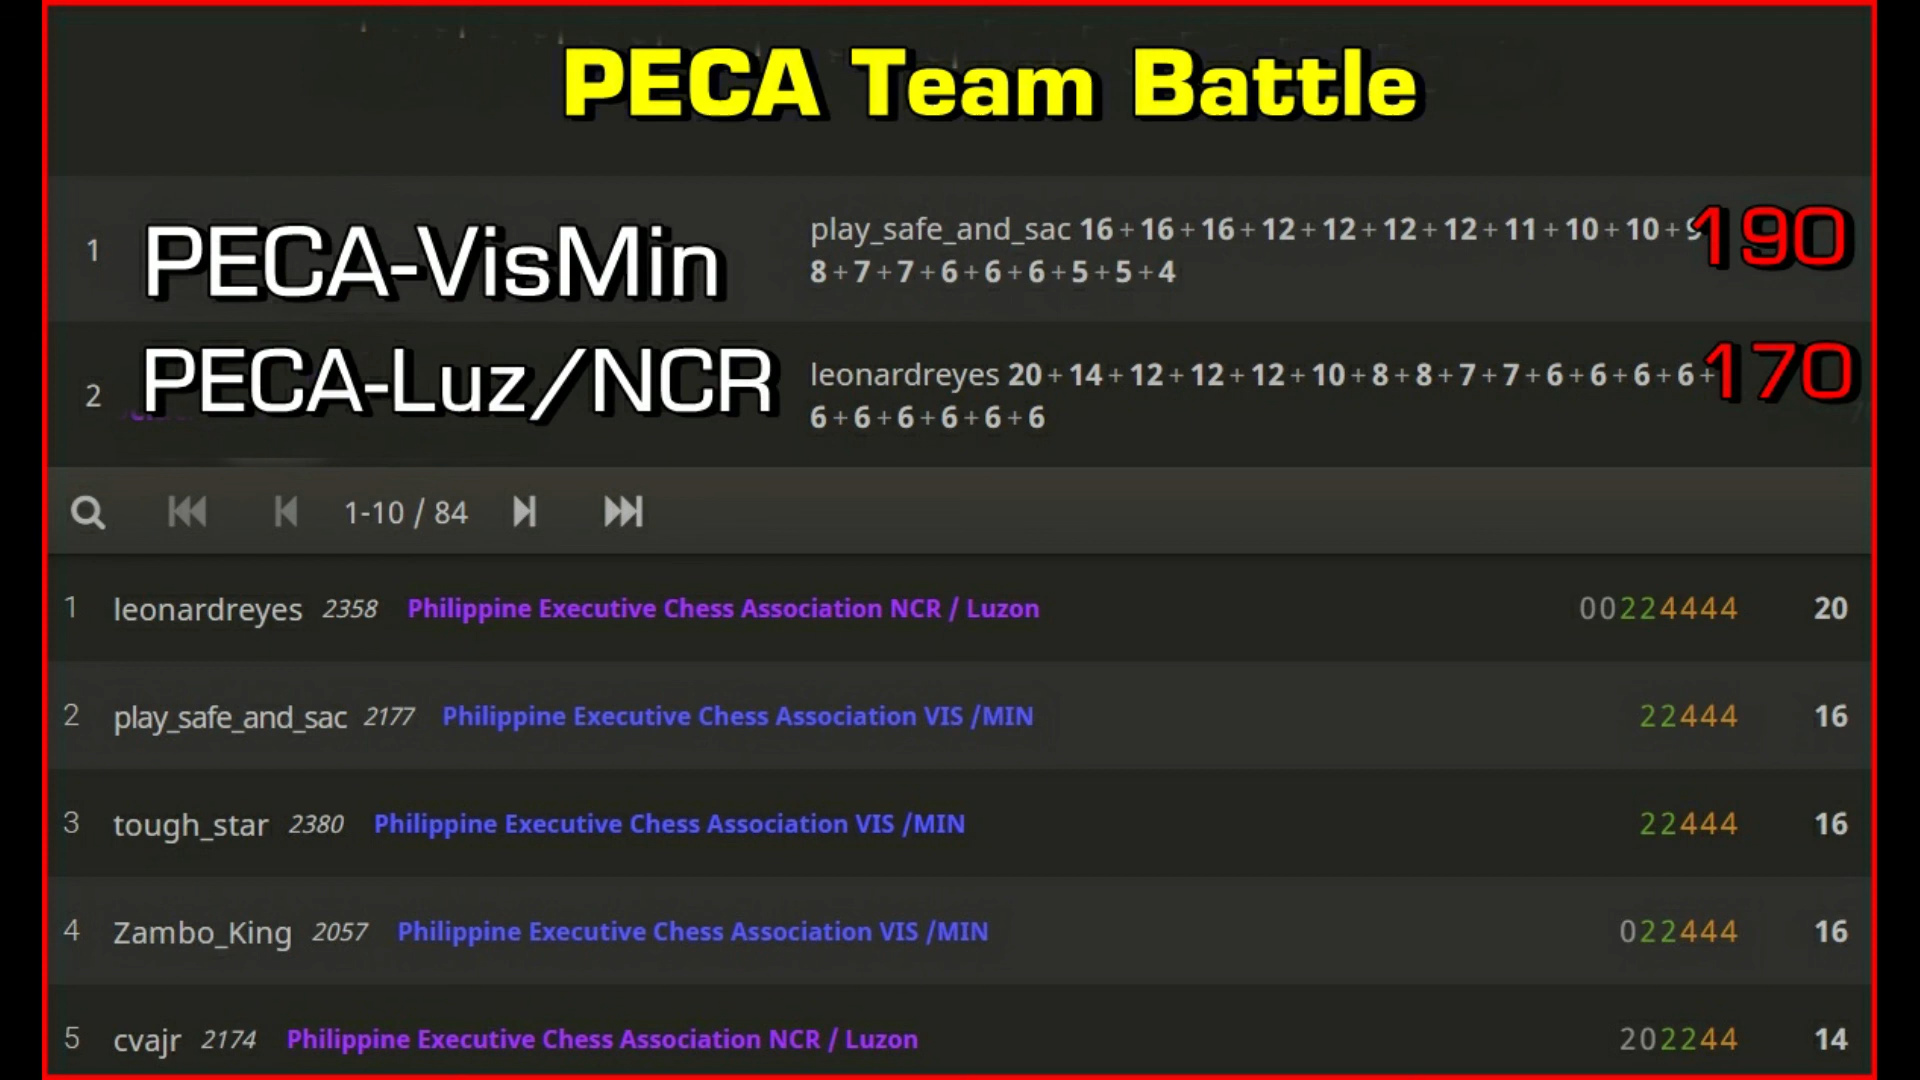 PECA Team Battle
1 PECA-VisMin play_safe_and_sac 16+16+16+12+12+12+12+11+10+10+9 190
8+7+7+6+6+6+5+5+4
2 PECA-Luz/NCR leonardreyes 20+14+12+12+12+10+8+8+7+7+6+6+6+6+ 170
6+6+6+6+6+6
1-10 / 84
1 leonardreyes 2358 Philippine Executive Chess Association NCR / Luzon 00224444 20
2 play_safe_and_sac 2177 Philippine Executive Chess Association VIS /MIN 22444 16
3 tough_star 2380 Philippine Executive Chess Association VIS /MIN 22444 16
4 Zambo_King 2057 Philippine Executive Chess Association VIS /MIN 022444 16
5 cvajr 2174 Philippine Executive Chess Association NCR / Luzon 202244 14